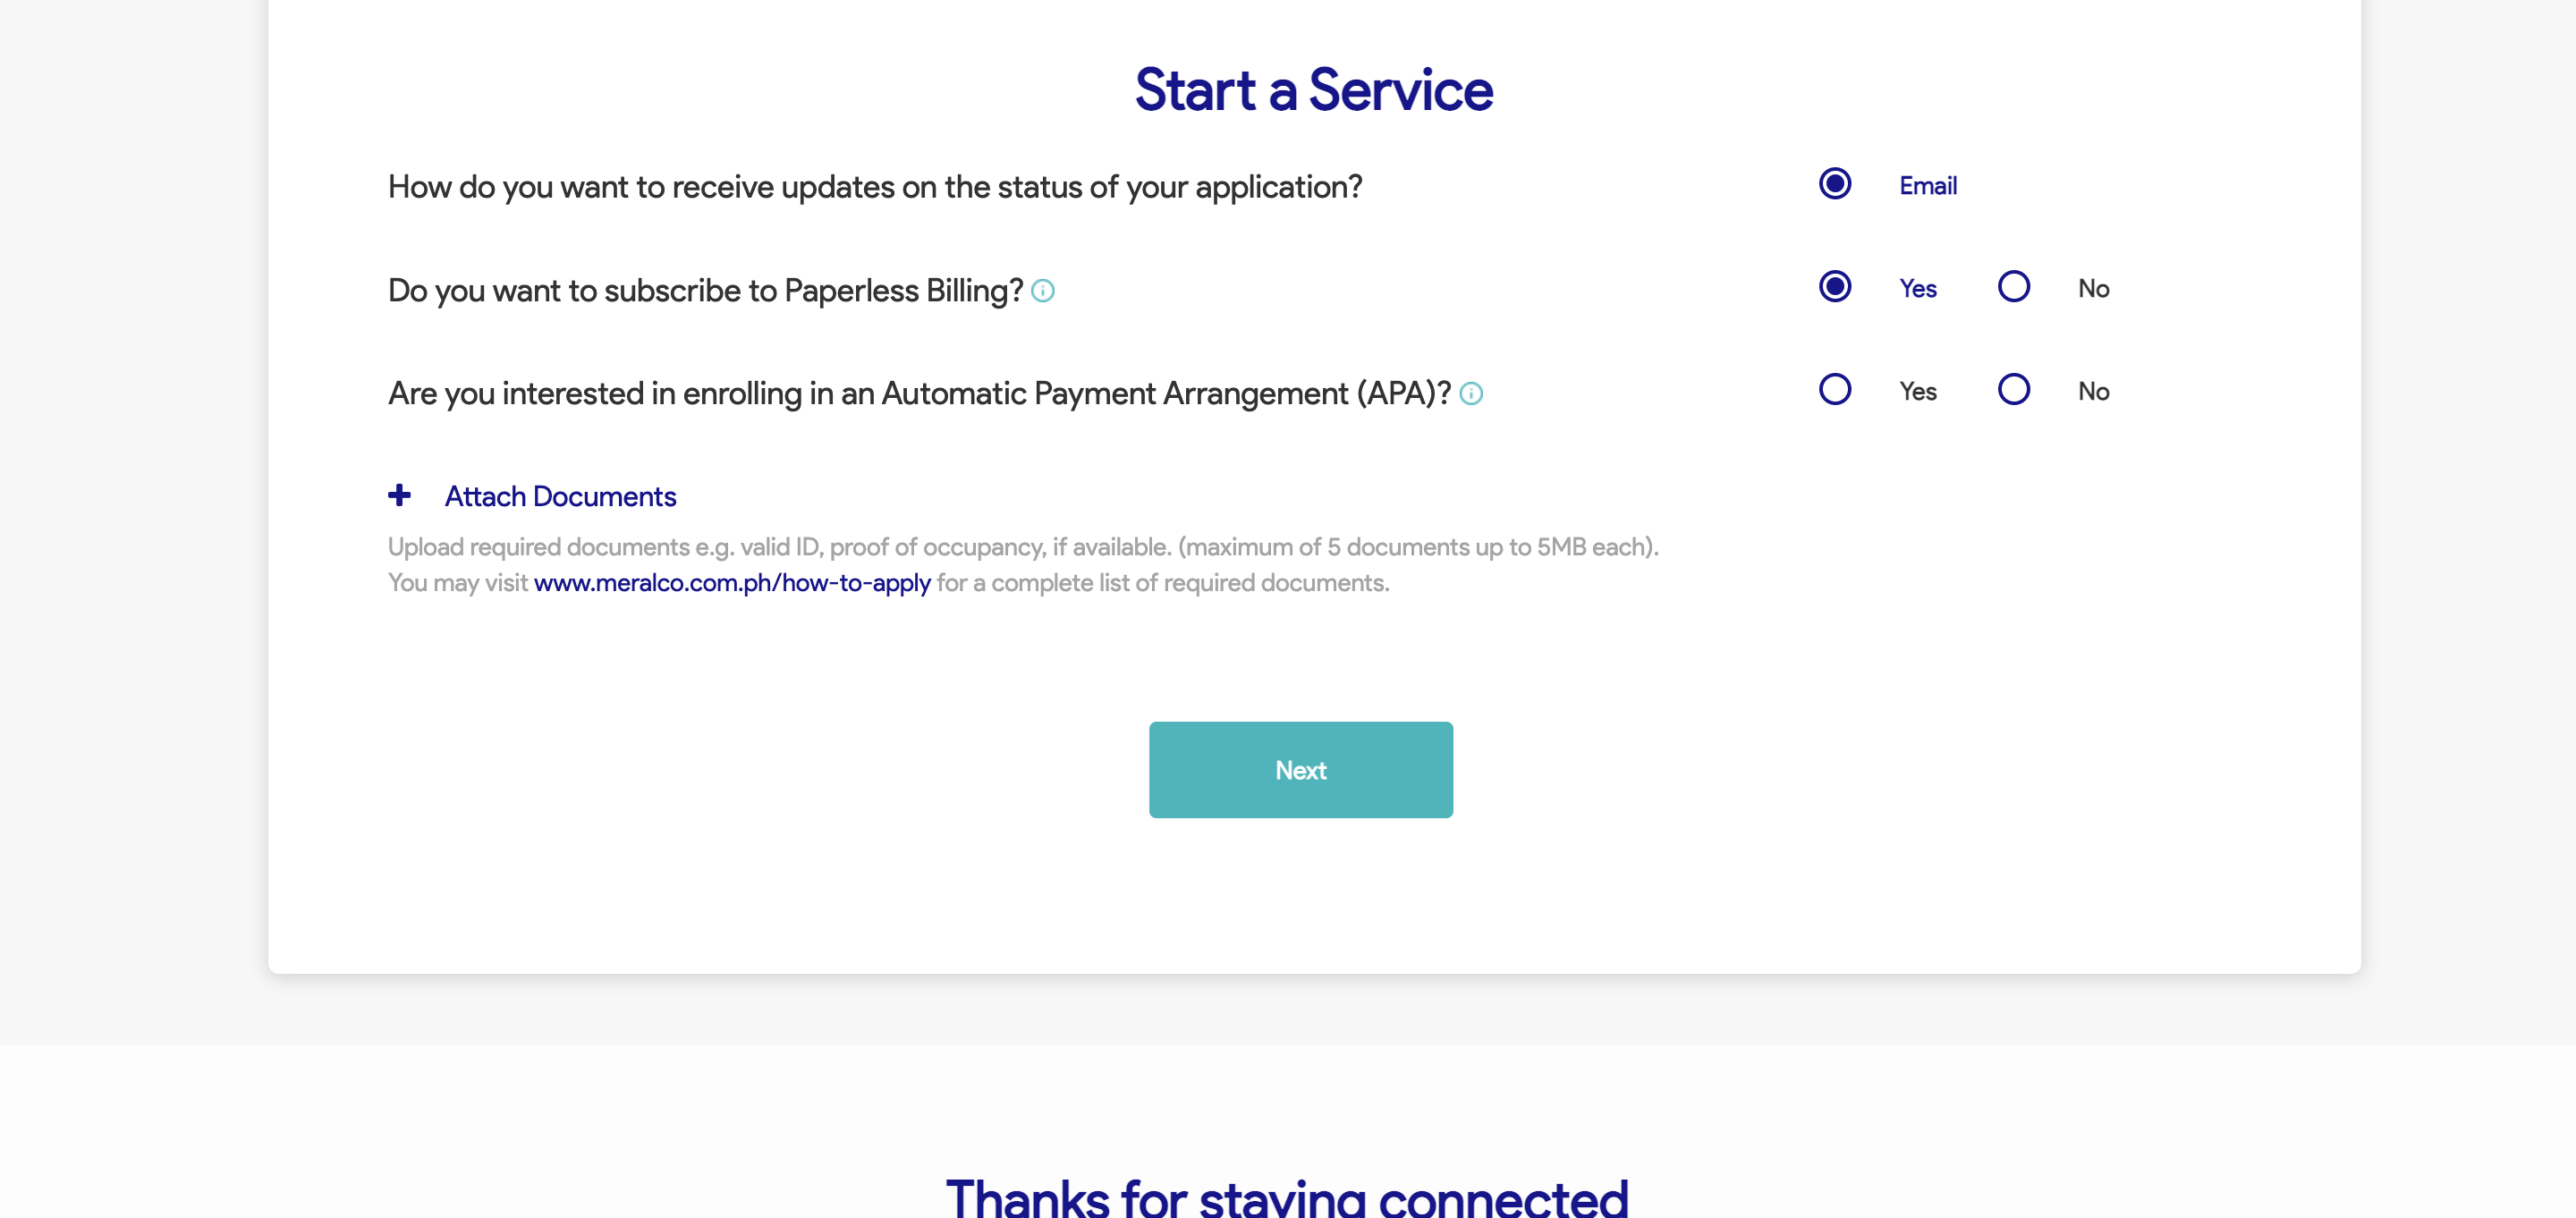 Start a Service
How do you want to receive updates on the status of your application?
Email
Do you want to subscribe to Paperless Billing?
Yes
No
Are you interested in enrolling in an Automatic Payment Arrangement (APA)?
Yes
No
Attach Documents
Upload required documents e.g. valid ID, proof of occupancy, if available. (maximum of 5 documents up to 5MB each).
You may visit www.meralco.com.ph/how-to-apply for a complete list of required documents.
Next
Thanks for staying connected